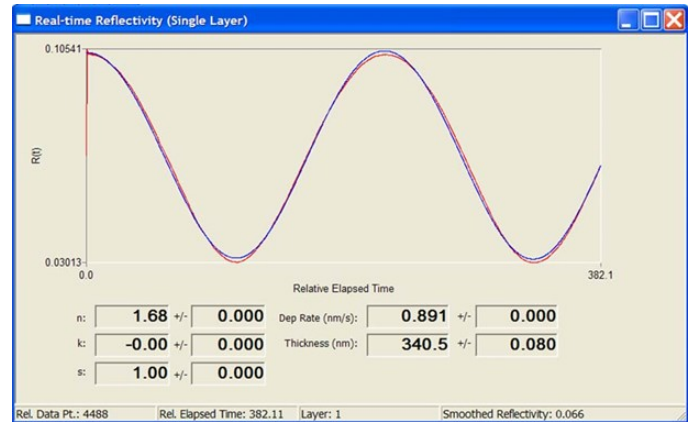 Real-time Reflectivity (Single Layer)
0.10541
R(t)
0.03013
0.0
382.1
Relative Elapsed Time
n: 1.68 +/- 0.000 Dep Rate (nm/s): 0.891 +/- 0.000
k: -0.00 +/- 0.000 Thickness (nm): 340.5 +/- 0.080
s: 1.00 +/- 0.000
Rel. Data Pt.: 4488 Rel. Elapsed Time: 382.11 Layer: 1 Smoothed Reflectivity: 0.066